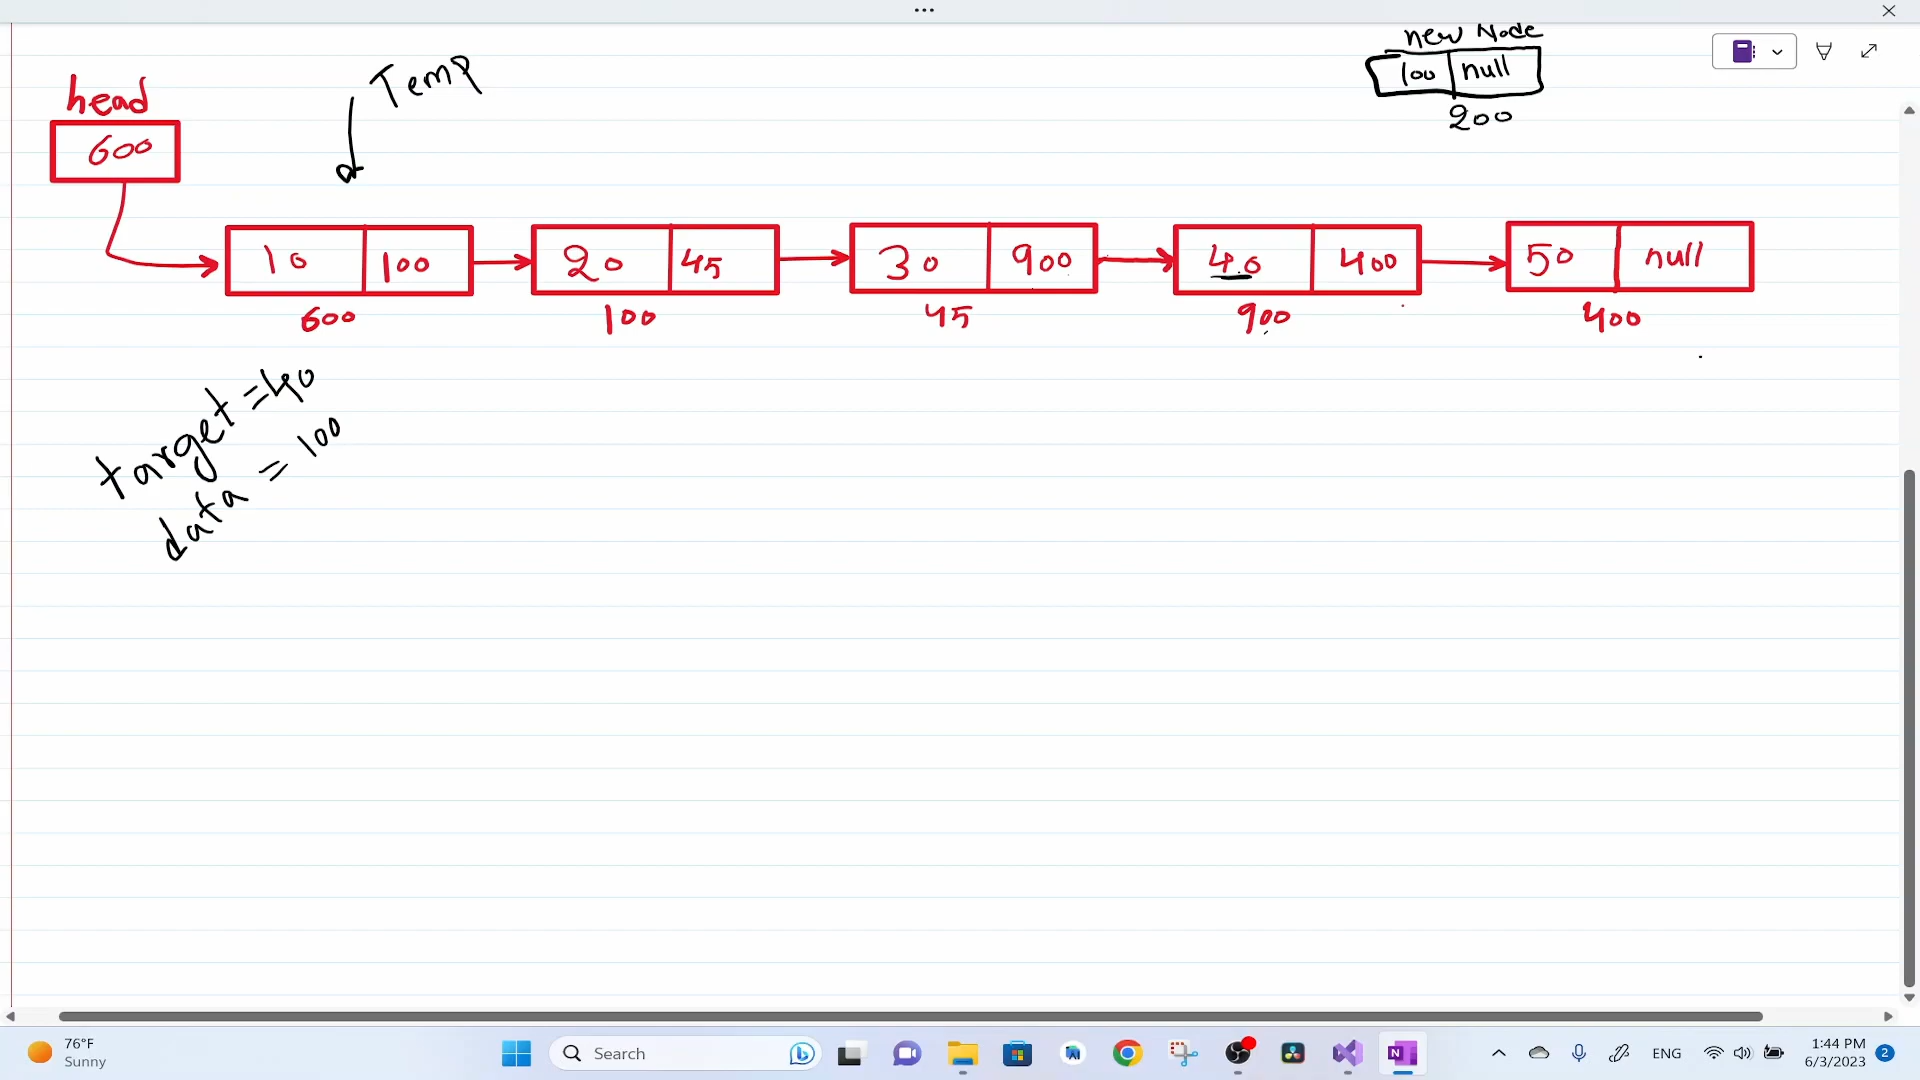 new Node
100 null
200
head
600
Temp
10 100
20 45
30 900
40 400
50 null
600
100
45
900
400
target = 40
data = 100
76°F
Sunny
Search
ENG
1:44 PM
6/3/2023
2